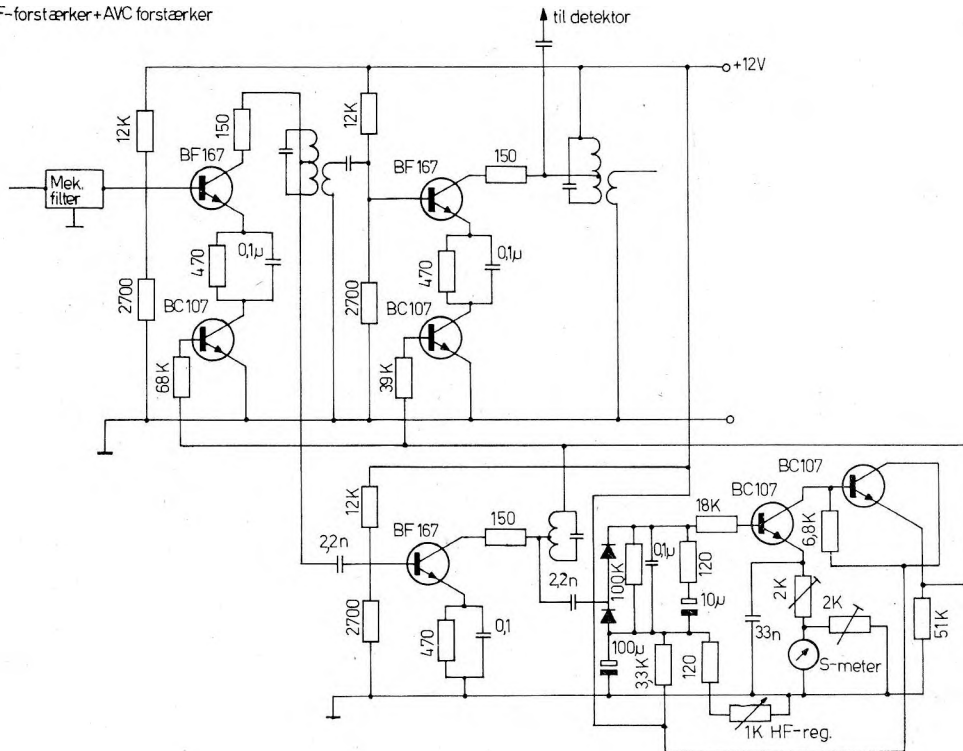 F-forstærker+AVC forstærker
til detektor
+12V
12K
150
12K
BF167
BF167
150
Mek.
filter
470
0,1µ
470
0,1µ
2700
2700
BC107
BC107
68K
39K
BC107
12K
BC107
18K
150
BF167
6,8K
2,2n
100K
0,1µ
120
2,2n
2K
10µ
2K
2700
470
0,1
33n
51K
100µ
3,3K
120
S-meter
1K HF-reg.